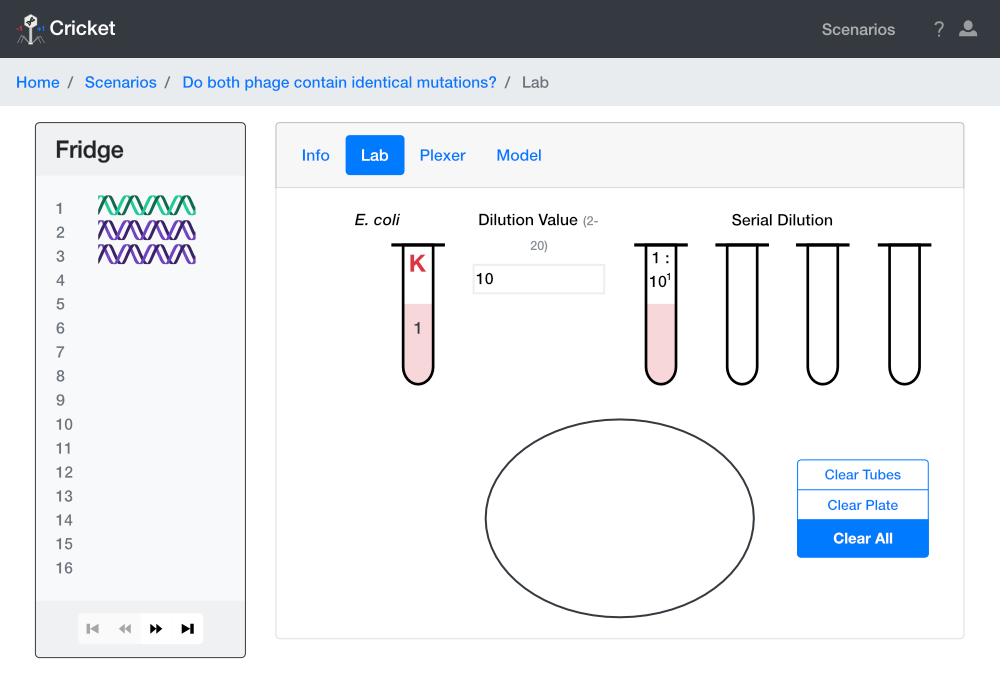 Cricket
Scenarios ?
Home / Scenarios / Do both phage contain identical mutations? / Lab
Fridge
1
2
3
4
5
6
7
8
9
10
11
12
13
14
15
16
Info Lab Plexer Model
E. coli
K
1
Dilution Value (2-
20)
10
Serial Dilution
1 :
10¹
Clear Tubes
Clear Plate
Clear All